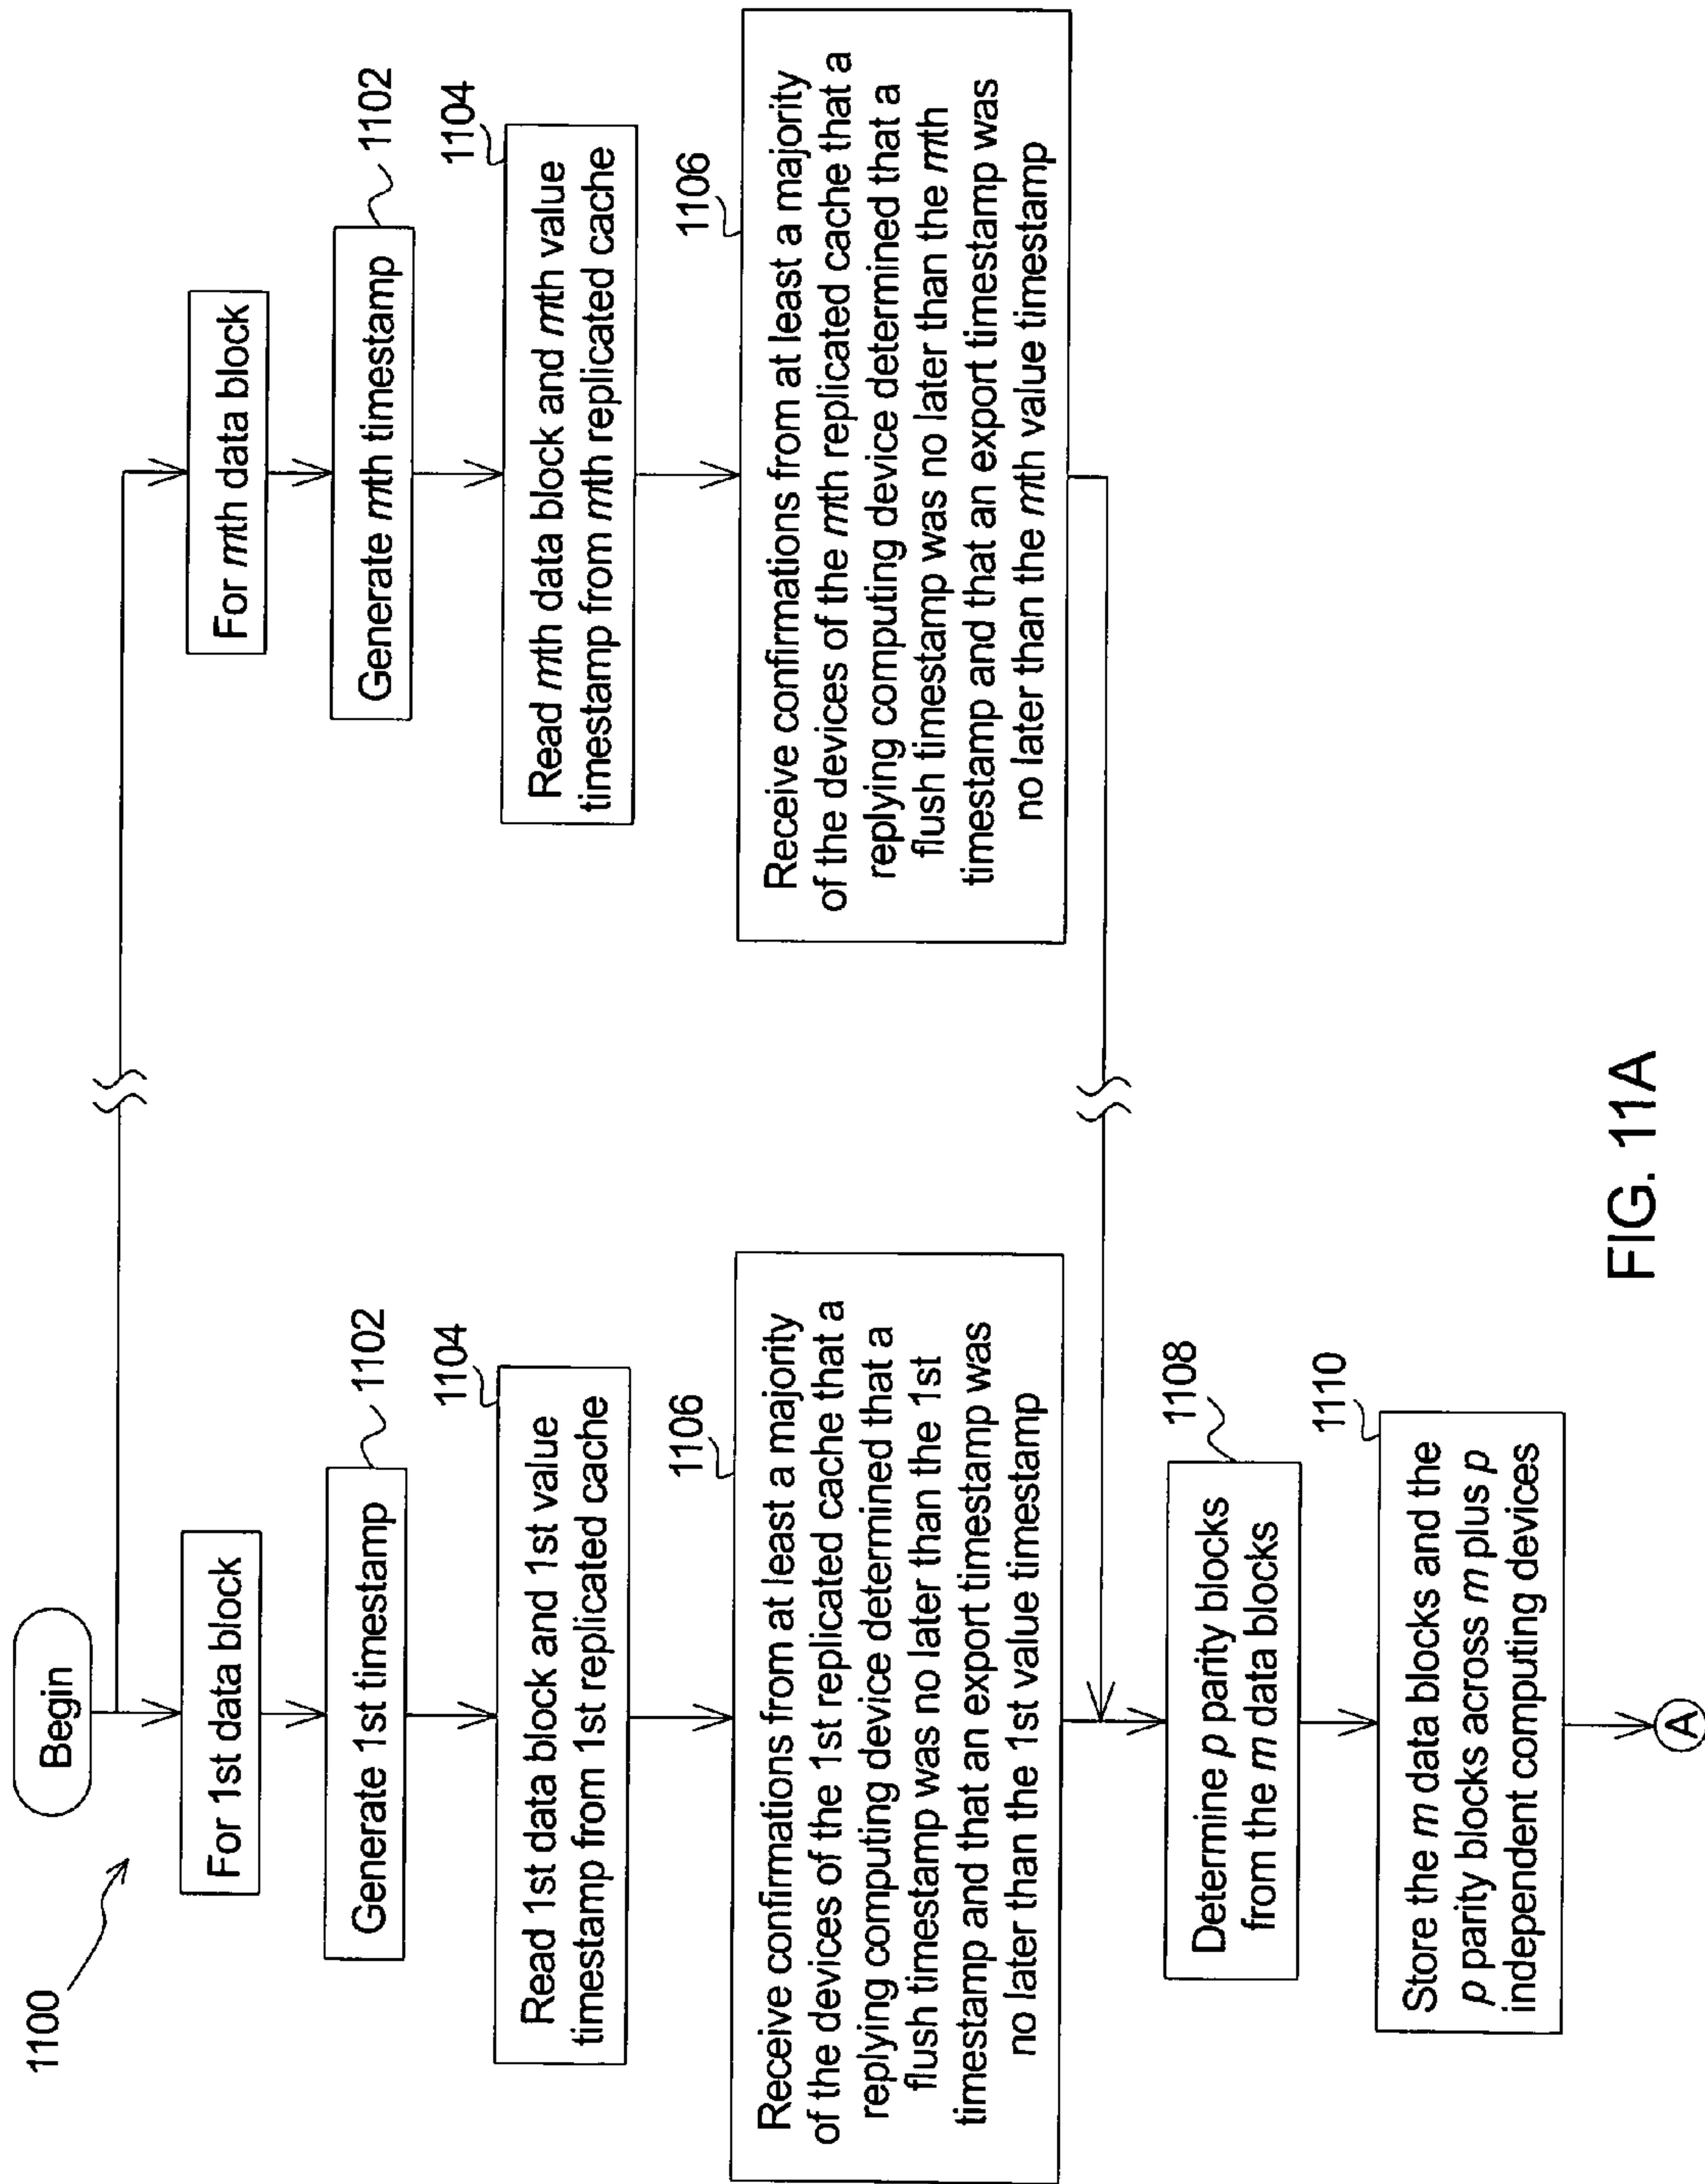 1100
Begin
For 1st data block
Generate 1st timestamp
1102
Read 1st data block and 1st value
timestamp from 1st replicated cache
1104
Receive confirmations from at least a majority
of the devices of the 1st replicated cache that a
replying computing device determined that a
flush timestamp was no later than the 1st
timestamp and that an export timestamp was
no later than the 1st value timestamp
1106
For mth data block
Generate mth timestamp
1102
Read mth data block and mth value
timestamp from mth replicated cache
1104
Receive confirmations from at least a majority
of the devices of the mth replicated cache that a
replying computing device determined that a
flush timestamp was no later than the mth
timestamp and that an export timestamp was
no later than the mth value timestamp
1106
Determine p parity blocks
from the m data blocks
1108
Store the m data blocks and the
p parity blocks across m plus p
independent computing devices
1110
A
FIG. 11A